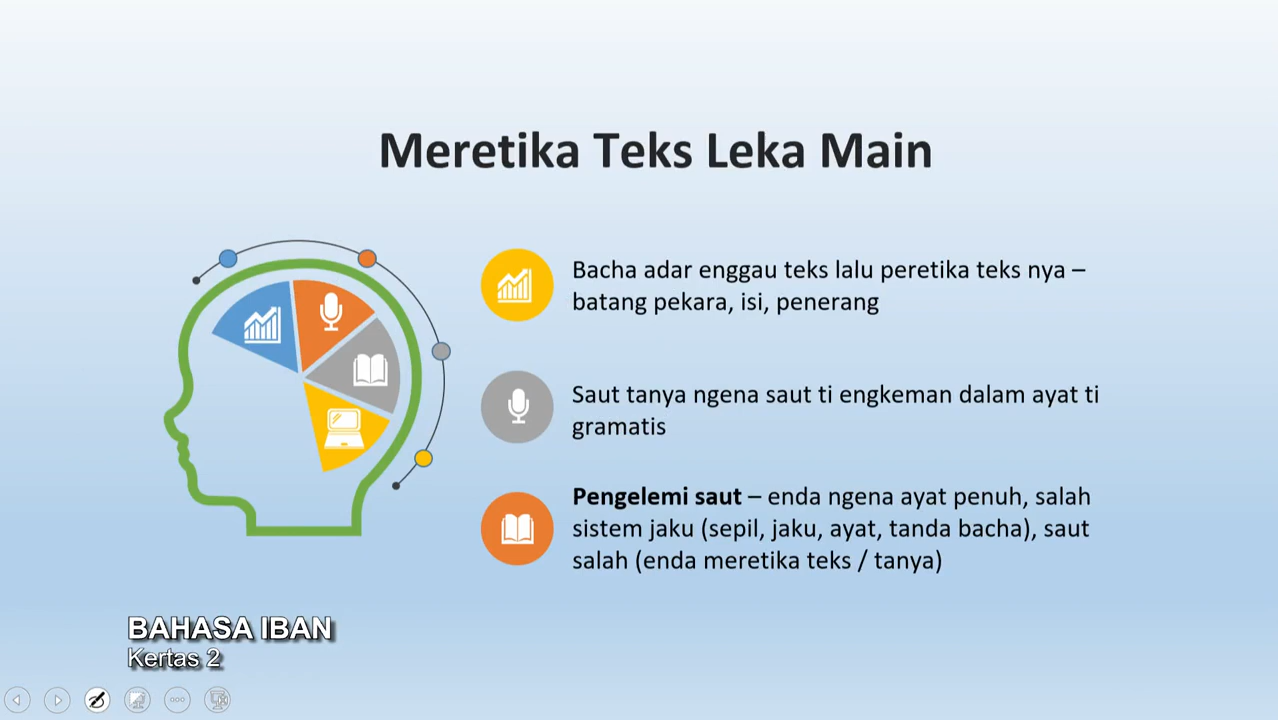 Meretika Teks Leka Main
Bacha adar enggau teks lalu peretika teks nya –
batang pekara, isi, penerang
Saut tanya ngena saut ti engkeman dalam ayat ti
gramatis
Pengelemi saut – enda ngena ayat penuh, salah
sistem jaku (sepil, jaku, ayat, tanda bacha), saut
salah (enda meretika teks / tanya)
BAHASA IBAN
Kertas 2